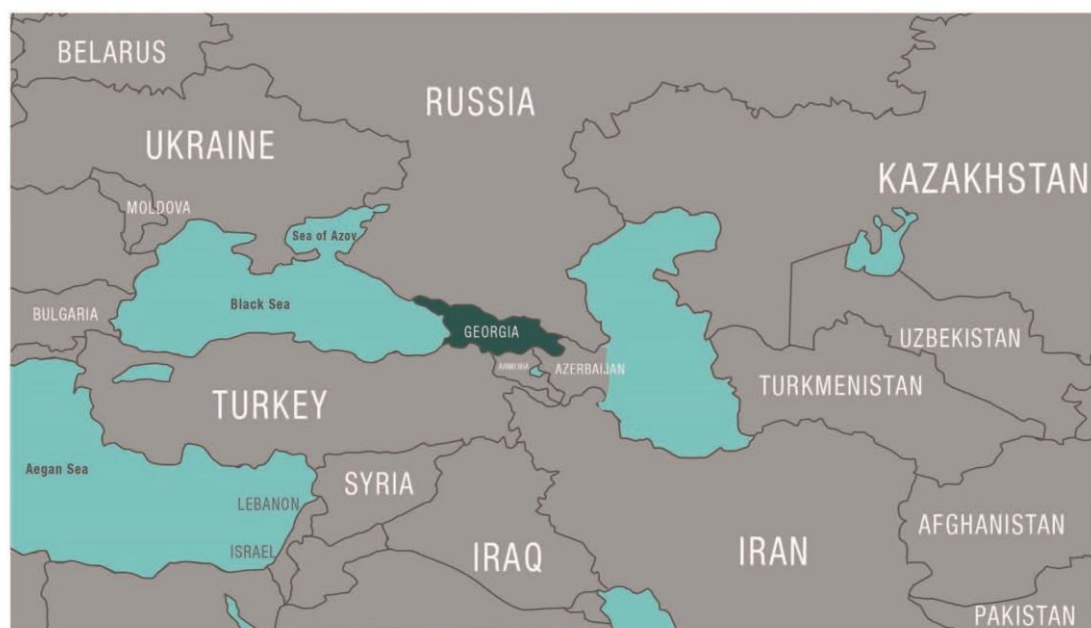 BELARUS
RUSSIA
UKRAINE
KAZAKHSTAN
MOLDOVA
Sea of Azov
Black Sea
BULGARIA
GEORGIA
UZBEKISTAN
ARMENIA
AZERBAIJAN
TURKMENISTAN
TURKEY
Aegan Sea
SYRIA
LEBANON
AFGHANISTAN
ISRAEL
IRAQ
IRAN
PAKISTAN